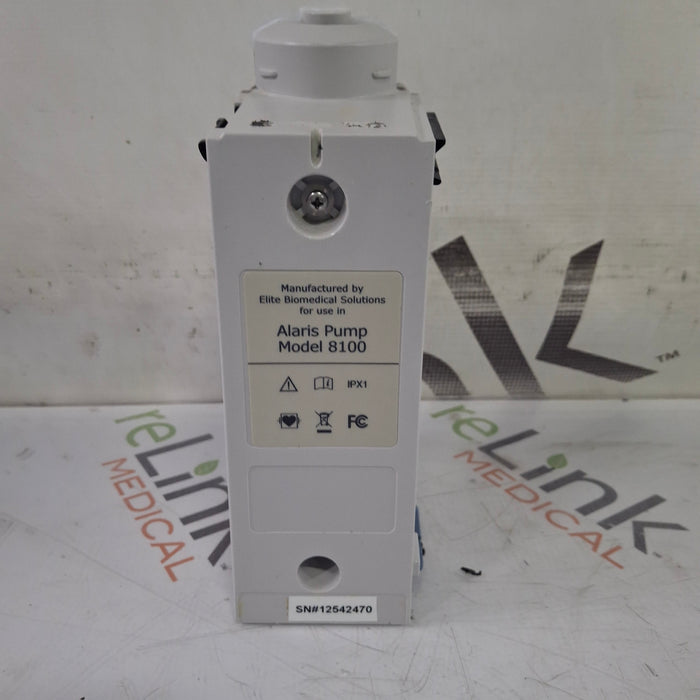 Manufactured by
Elite Biomedical Solutions
for use in
Alaris Pump
Model 8100
IPX1
FC
SN#12542470
reLink
MEDICAL
reLink
MEDICAL
TM